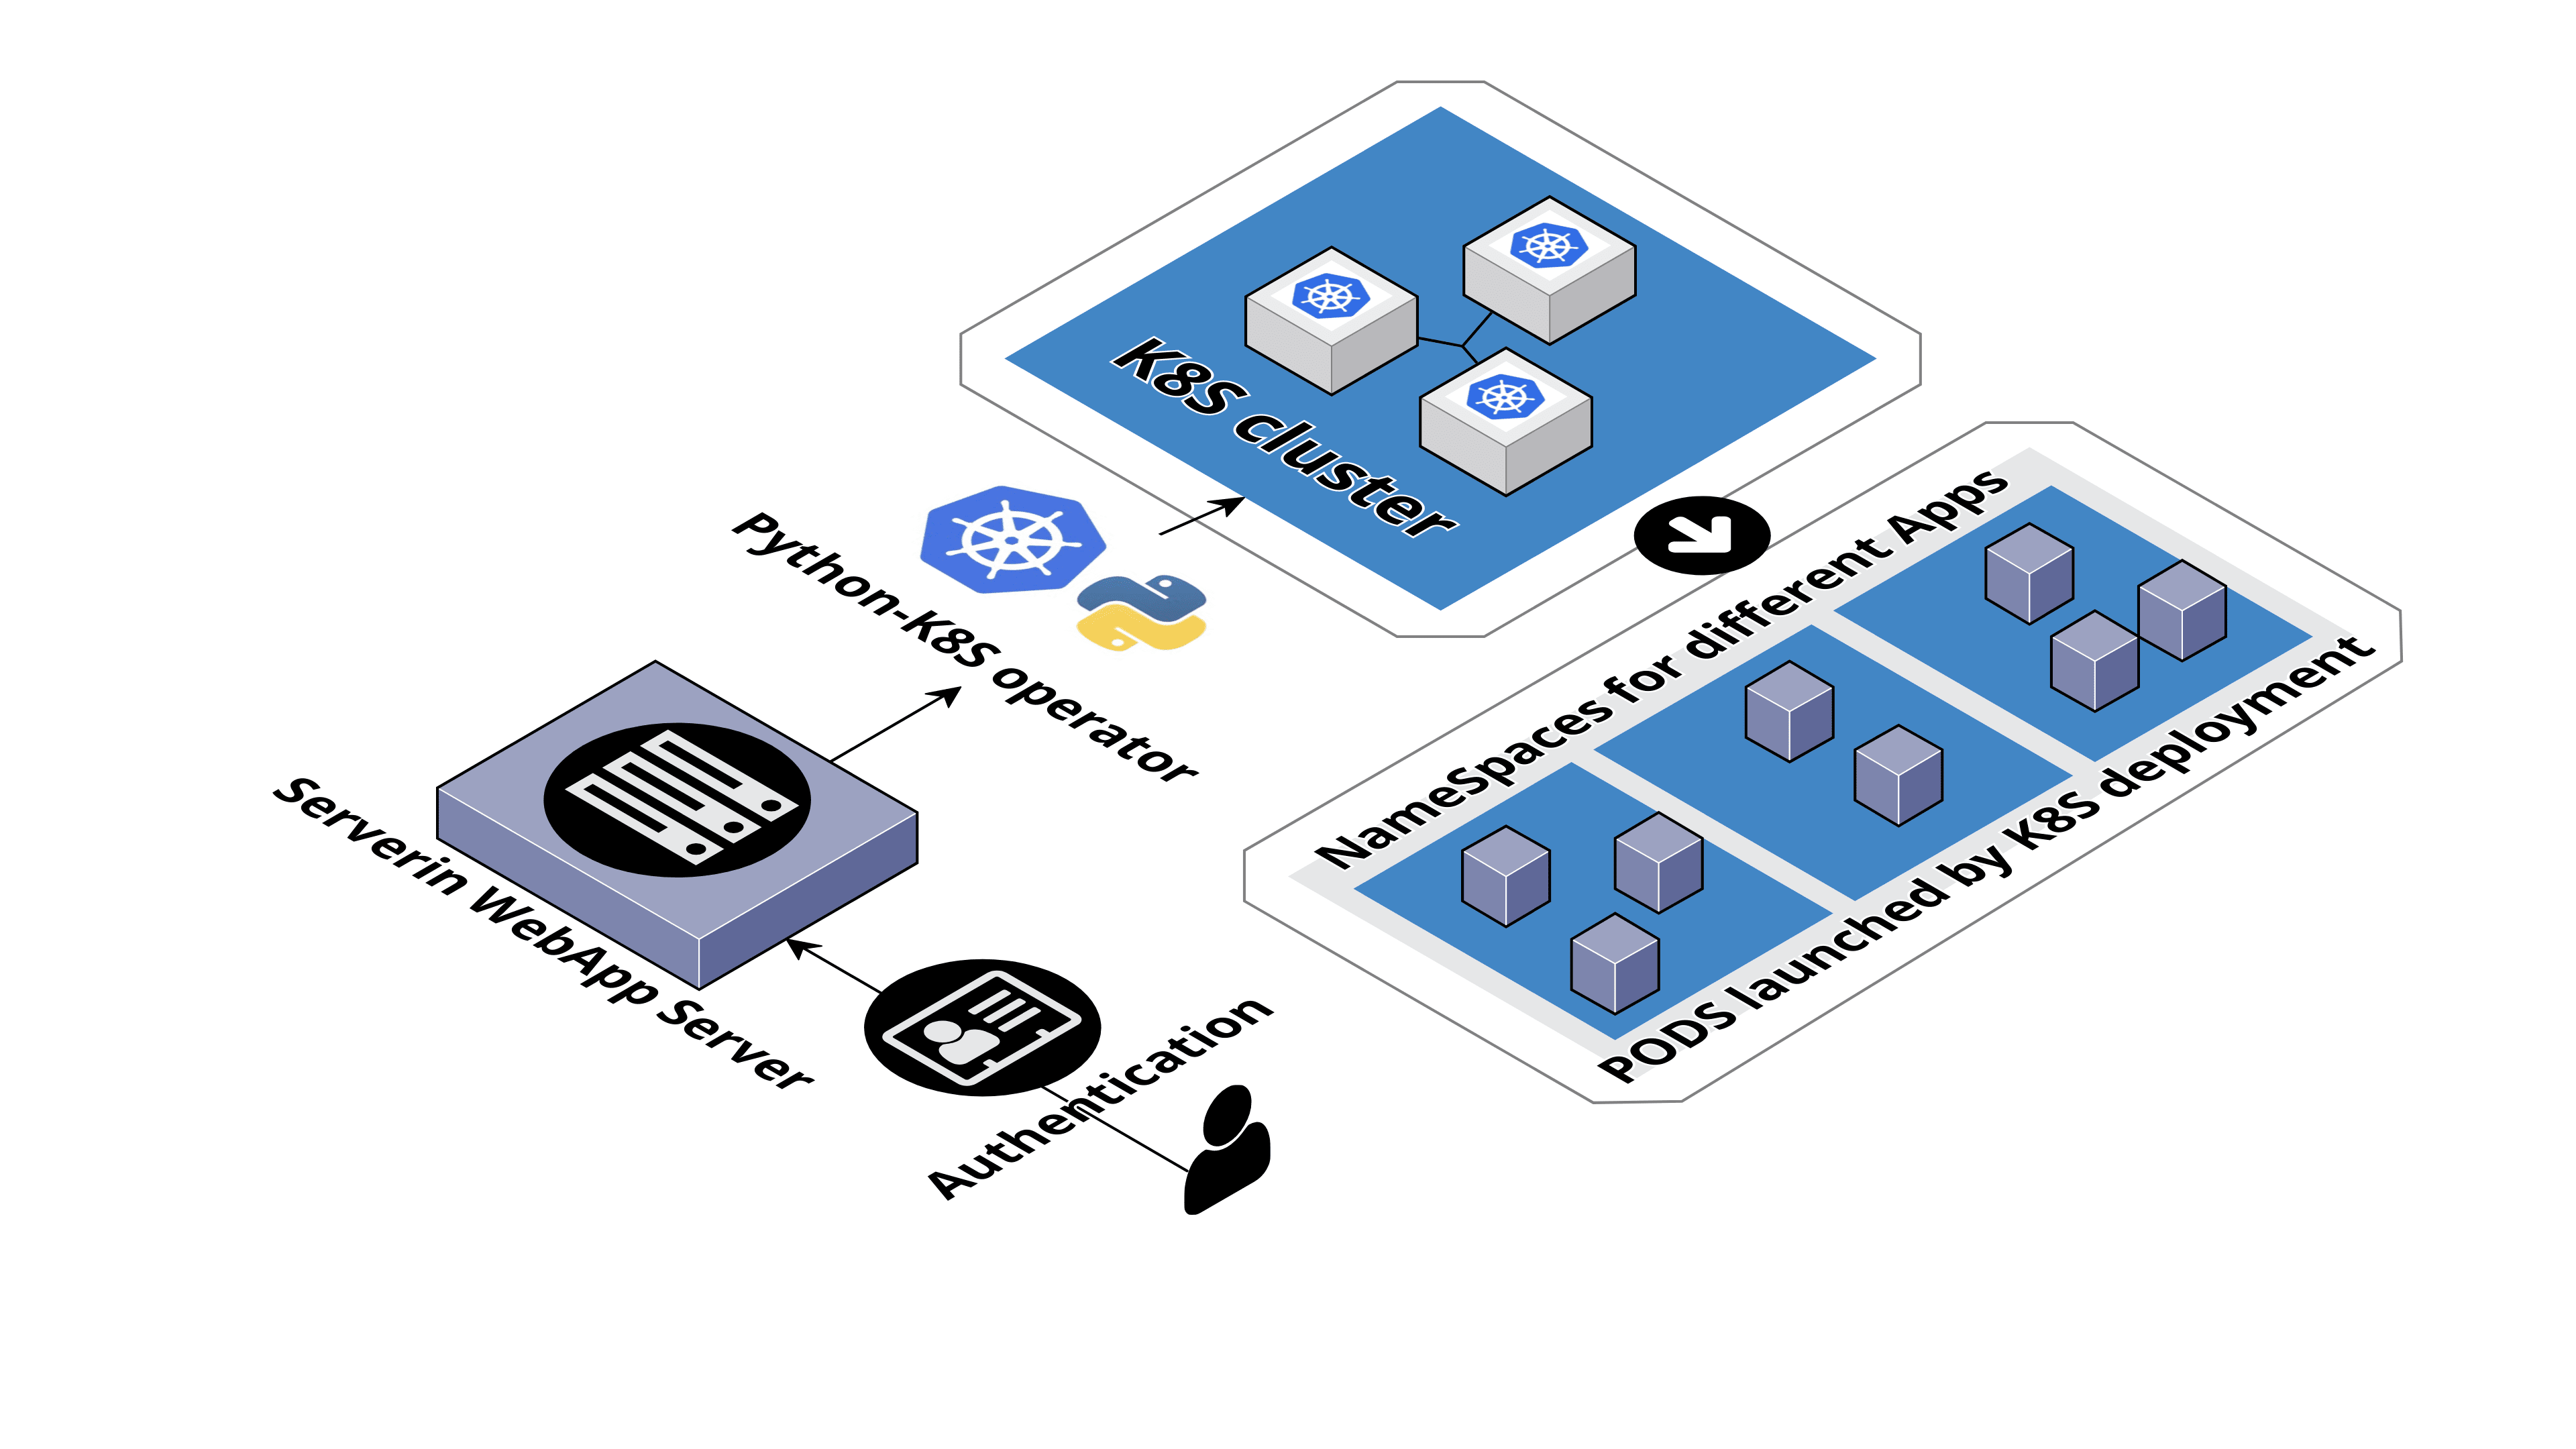 K8S cluster
Python-K8S operator
NameSpaces for different Apps
PODS launched by K8S deployment
Serverin WebApp Server
Authentication